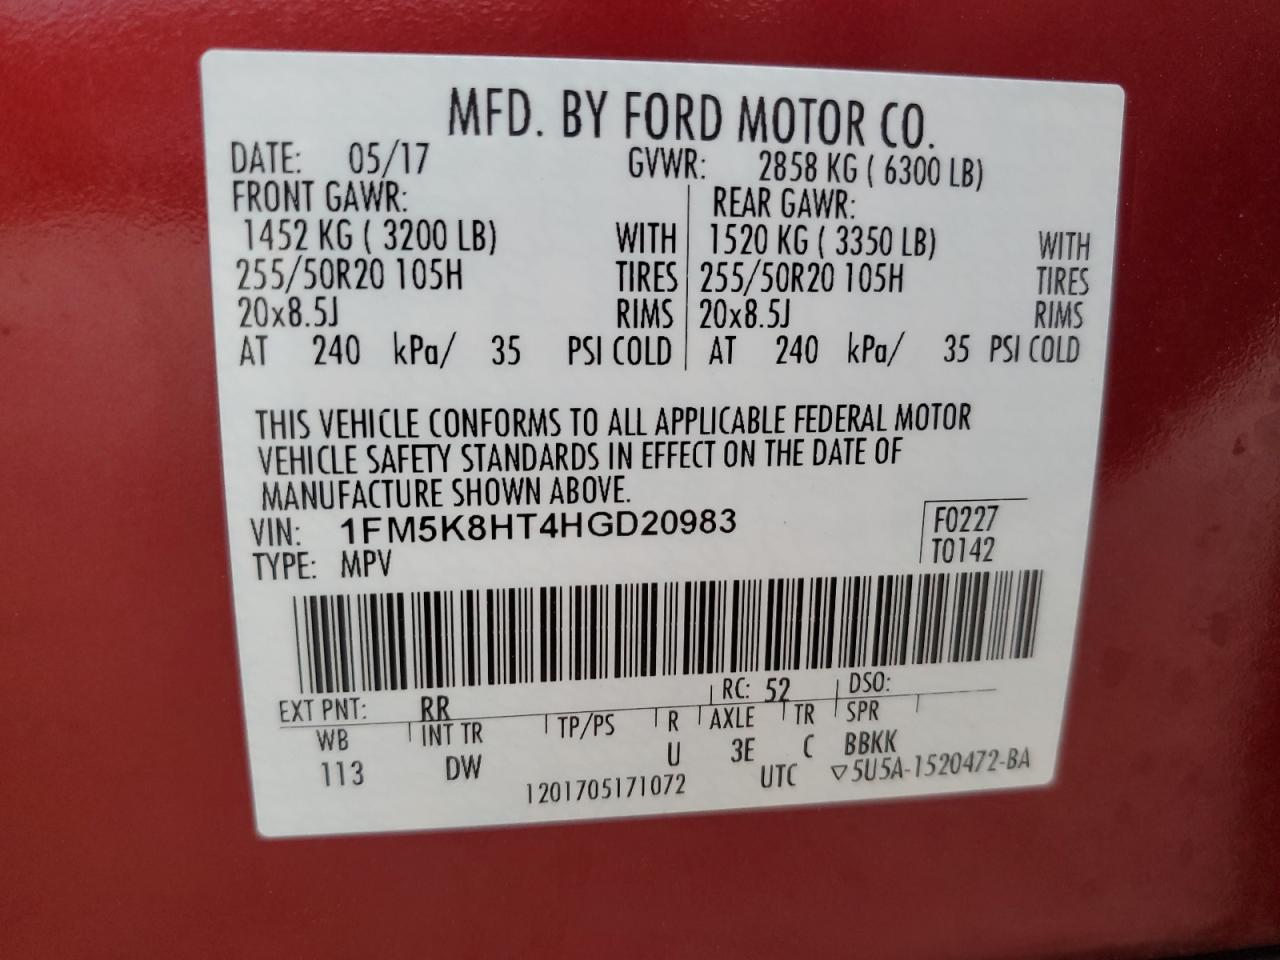 MFD. BY FORD MOTOR CO.
DATE: 05/17 GVWR: 2858 KG ( 6300 LB)
FRONT GAWR: REAR GAWR:
1452 KG ( 3200 LB) WITH 1520 KG ( 3350 LB) WITH
255/50R20 105H TIRES 255/50R20 105H TIRES
20x8.5J RIMS 20x8.5J RIMS
AT 240 kPa/ 35 PSI COLD AT 240 kPa/ 35 PSI COLD
THIS VEHICLE CONFORMS TO ALL APPLICABLE FEDERAL MOTOR
VEHICLE SAFETY STANDARDS IN EFFECT ON THE DATE OF
MANUFACTURE SHOWN ABOVE.
VIN: 1FM5K8HT4HGD20983 F0227
TYPE: MPV T0142
EXT PNT: RR RC: 52 DSO:
WB INT TR TP/PS R AXLE TR SPR
113 DW U 3E C BBKK
1201705171072 UTC ▽5U5A-1520472-BA